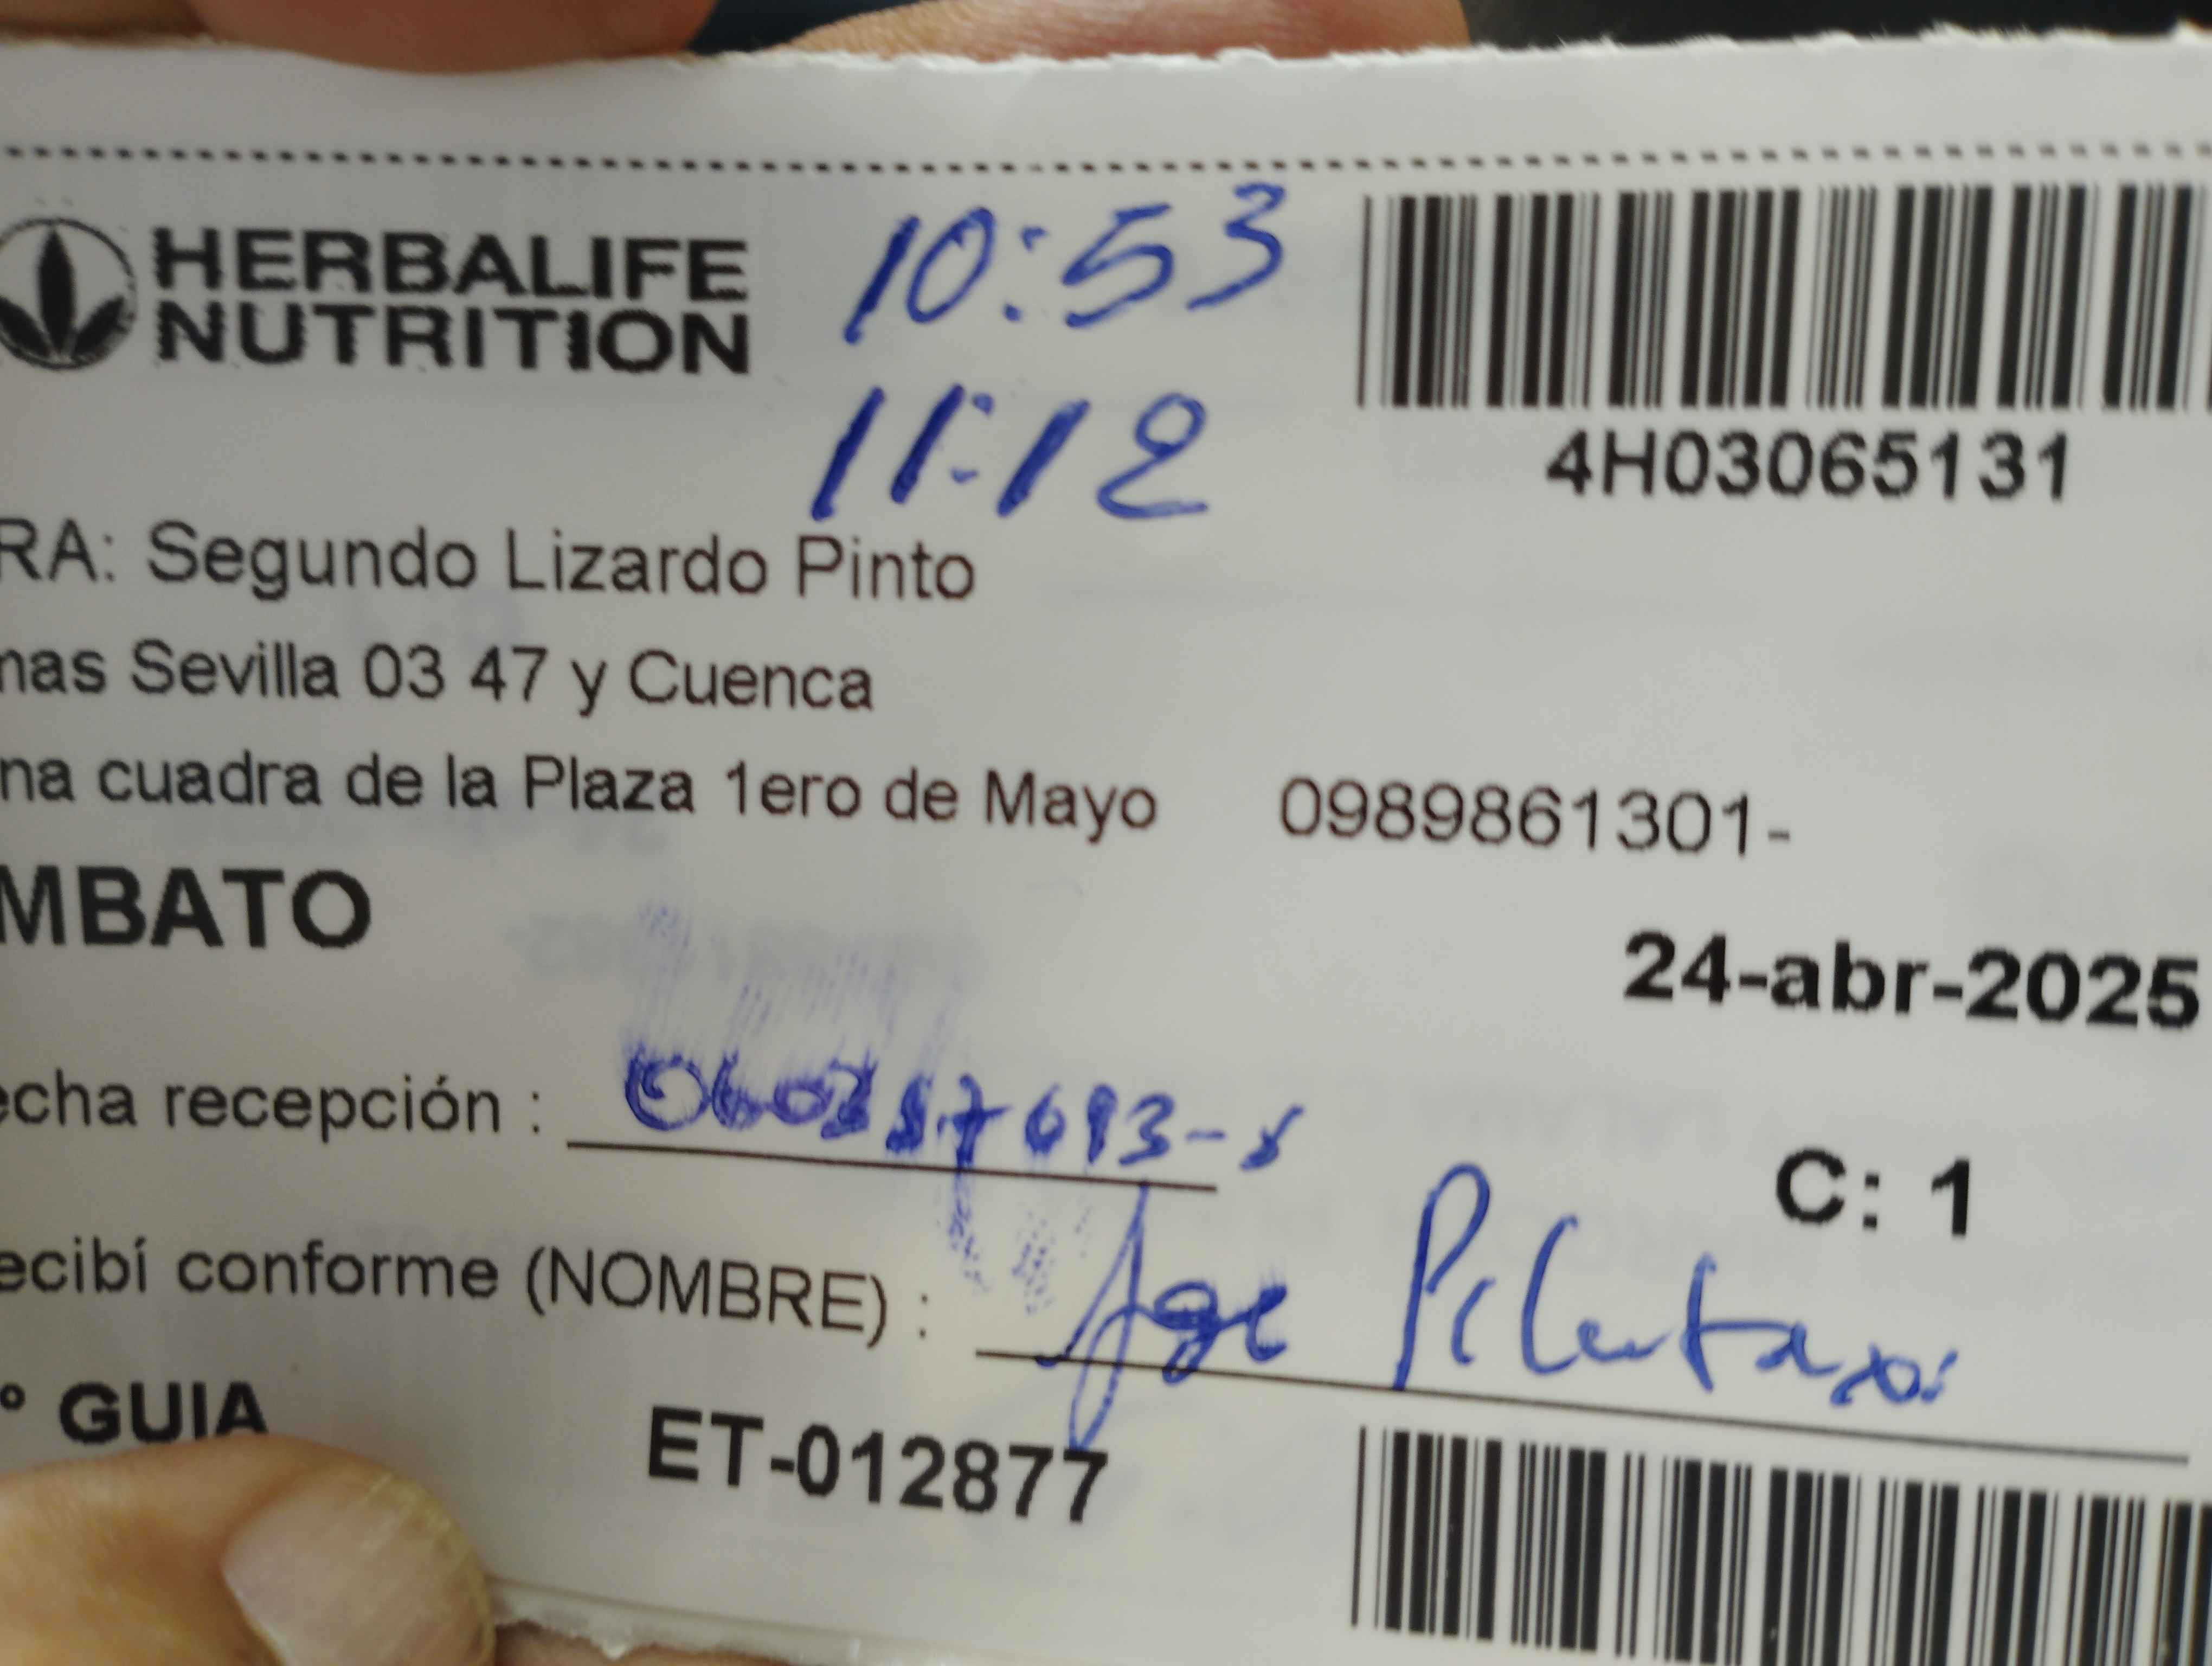 HERBALIFE
NUTRITION
10:53
11:12
4H03065131
RA: Segundo Lizardo Pinto
mas Sevilla 03 47 y Cuenca
na cuadra de la Plaza 1ero de Mayo 0989861301-
MBATO
24-abr-2025
echa recepción :
C: 1
ecibí conforme (NOMBRE) :
° GUIA ET-012877